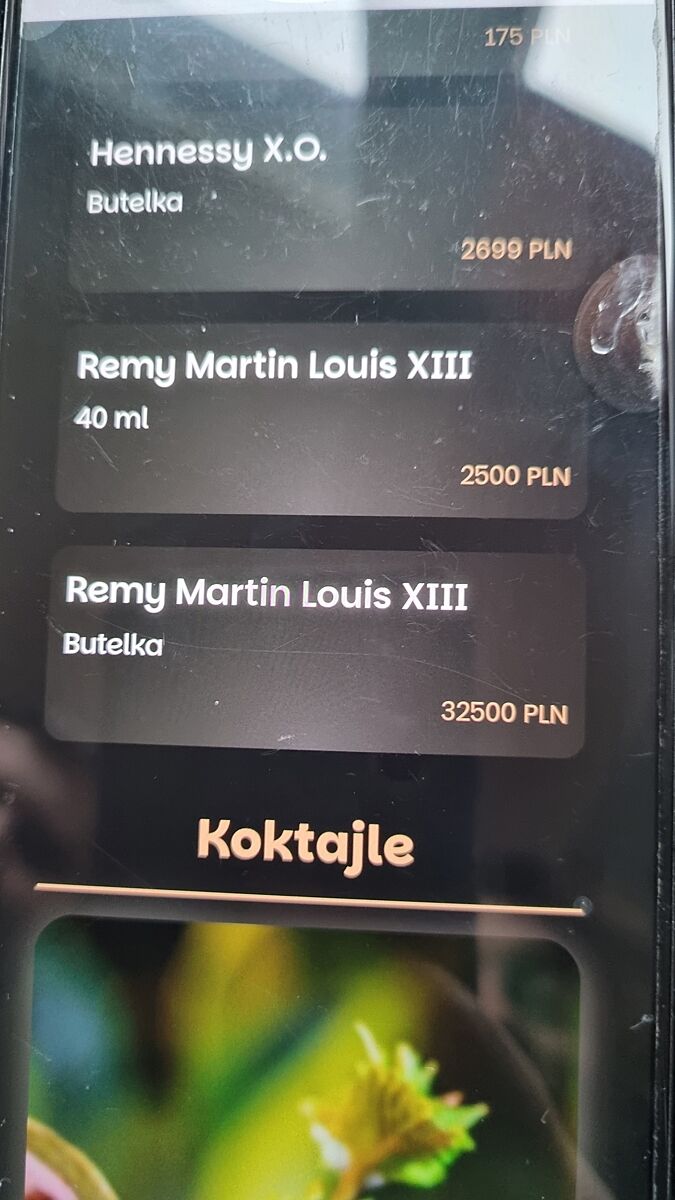 175 PLN
Hennessy X.O.
Butelka
2699 PLN
Remy Martin Louis XIII
40 ml
2500 PLN
Remy Martin Louis XIII
Butelka
32500 PLN
Koktajle